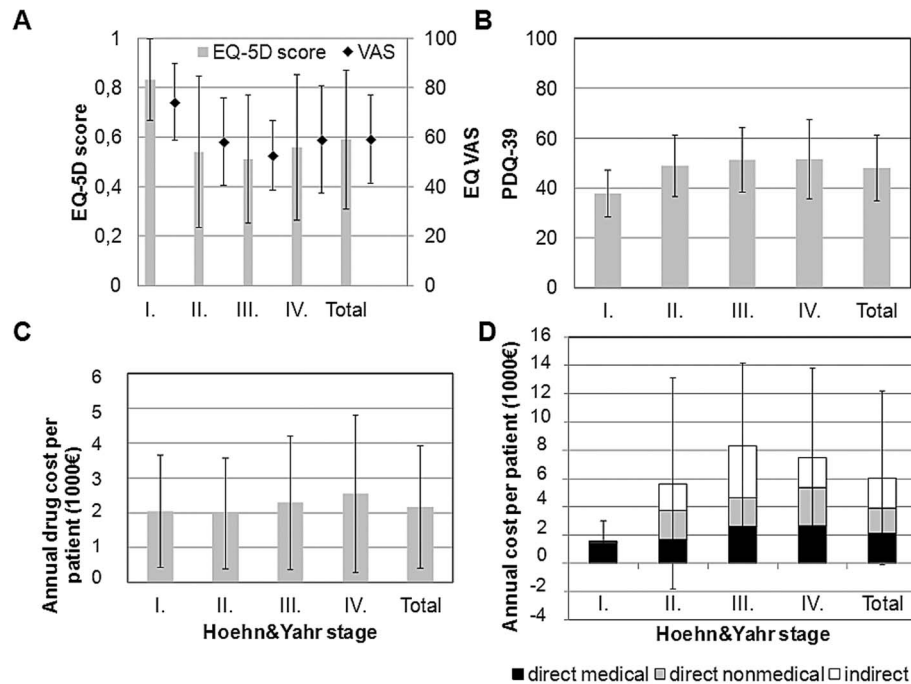 A
EQ-5D score VAS
EQ-5D score
1
0,8
0,6
0,4
0,2
0
100
80
60
40
20
0
EQ VAS
I. II. III. IV. Total
B
PDQ-39
100
80
60
40
20
0
I. II. III. IV. Total
C
Annual drug cost per
patient (1000€)
6
5
4
3
2
1
0
I. II. III. IV. Total
Hoehn&Yahr stage
D
Annual cost per patient (1000€)
16
14
12
10
8
6
4
2
0
-2
-4
I. II. III. IV. Total
Hoehn&Yahr stage
direct medical direct nonmedical indirect